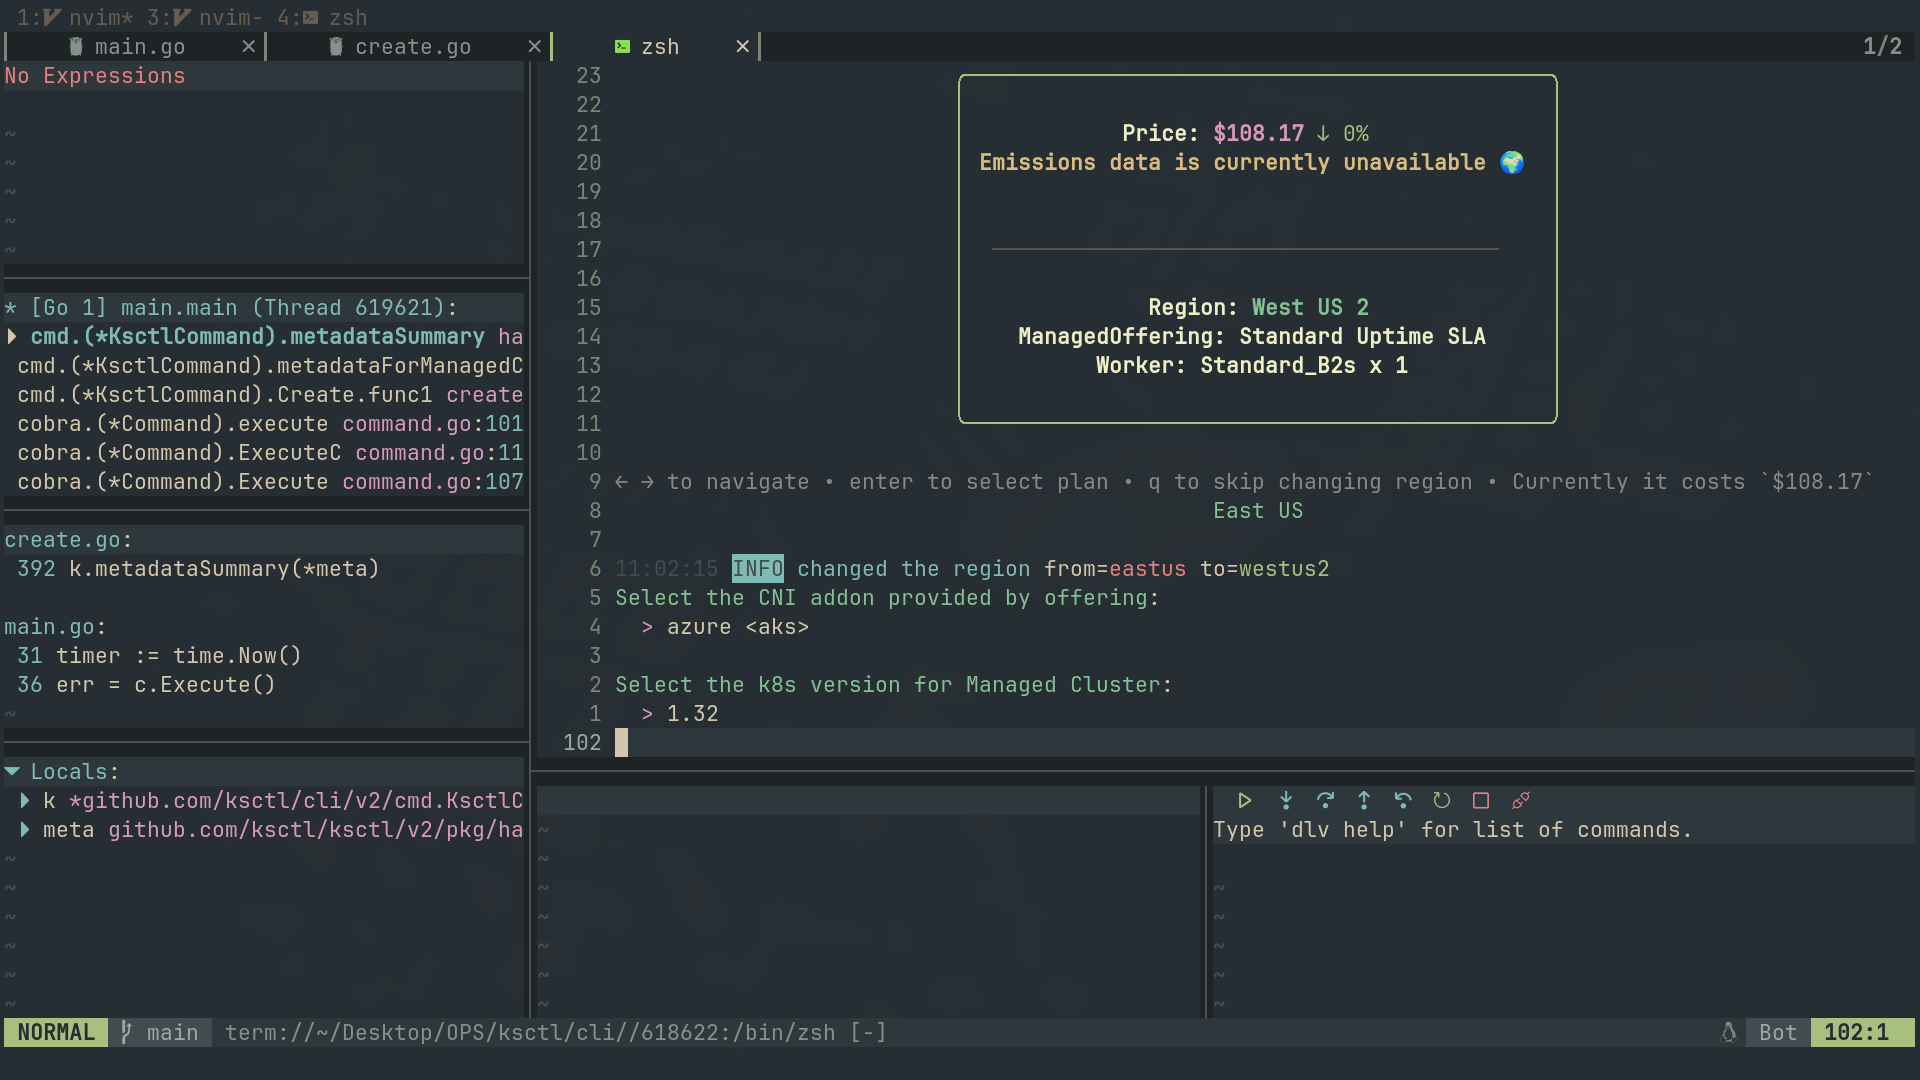 1: nvim* 3: nvim- 4: zsh
main.go × create.go × zsh × 1/2
No Expressions
~
~
~
~
~
* [Go 1] main.main (Thread 619621):
cmd.(*KsctlCommand).metadataSummary ha
cmd.(*KsctlCommand).metadataForManagedC
cmd.(*KsctlCommand).Create.func1 create
cobra.(*Command).execute command.go:101
cobra.(*Command).ExecuteC command.go:11
cobra.(*Command).Execute command.go:107
create.go:
392 k.metadataSummary(*meta)
main.go:
31 timer := time.Now()
36 err = c.Execute()
~
Locals:
k *github.com/ksctl/cli/v2/cmd.KsctlC
meta github.com/ksctl/ksctl/v2/pkg/ha
~
~
~
~
~
~
23
22
21 Price: $108.17 ↓ 0%
20 Emissions data is currently unavailable 🌍
19
18
17
16
15 Region: West US 2
14 ManagedOffering: Standard Uptime SLA
13 Worker: Standard_B2s x 1
12
11
10
9 ← → to navigate • enter to select plan • q to skip changing region • Currently it costs `$108.17`
8 East US
7
6 11:02:15 INFO changed the region from=eastus to=westus2
5 Select the CNI addon provided by offering:
4 > azure <aks>
3
2 Select the k8s version for Managed Cluster:
1 > 1.32
102
~
~
~
~
~
~
~
Type 'dlv help' for list of commands.
~
~
~
~
~
NORMAL main term://~/Desktop/OPS/ksctl/cli//618622:/bin/zsh [-] Bot 102:1